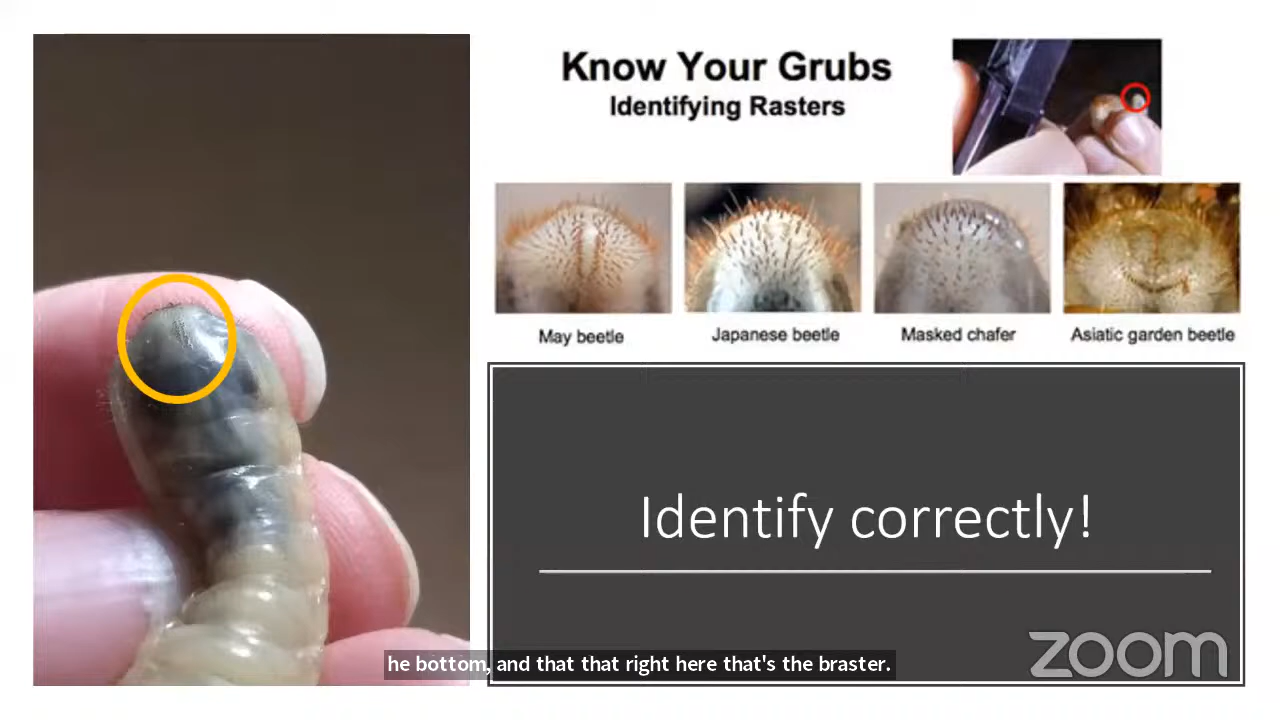 Know Your Grubs
Identifying Rasters
May beetle
Japanese beetle
Masked chafer
Asiatic garden beetle
Identify correctly!
zoom
he bottom, and that that right here that's the braster.